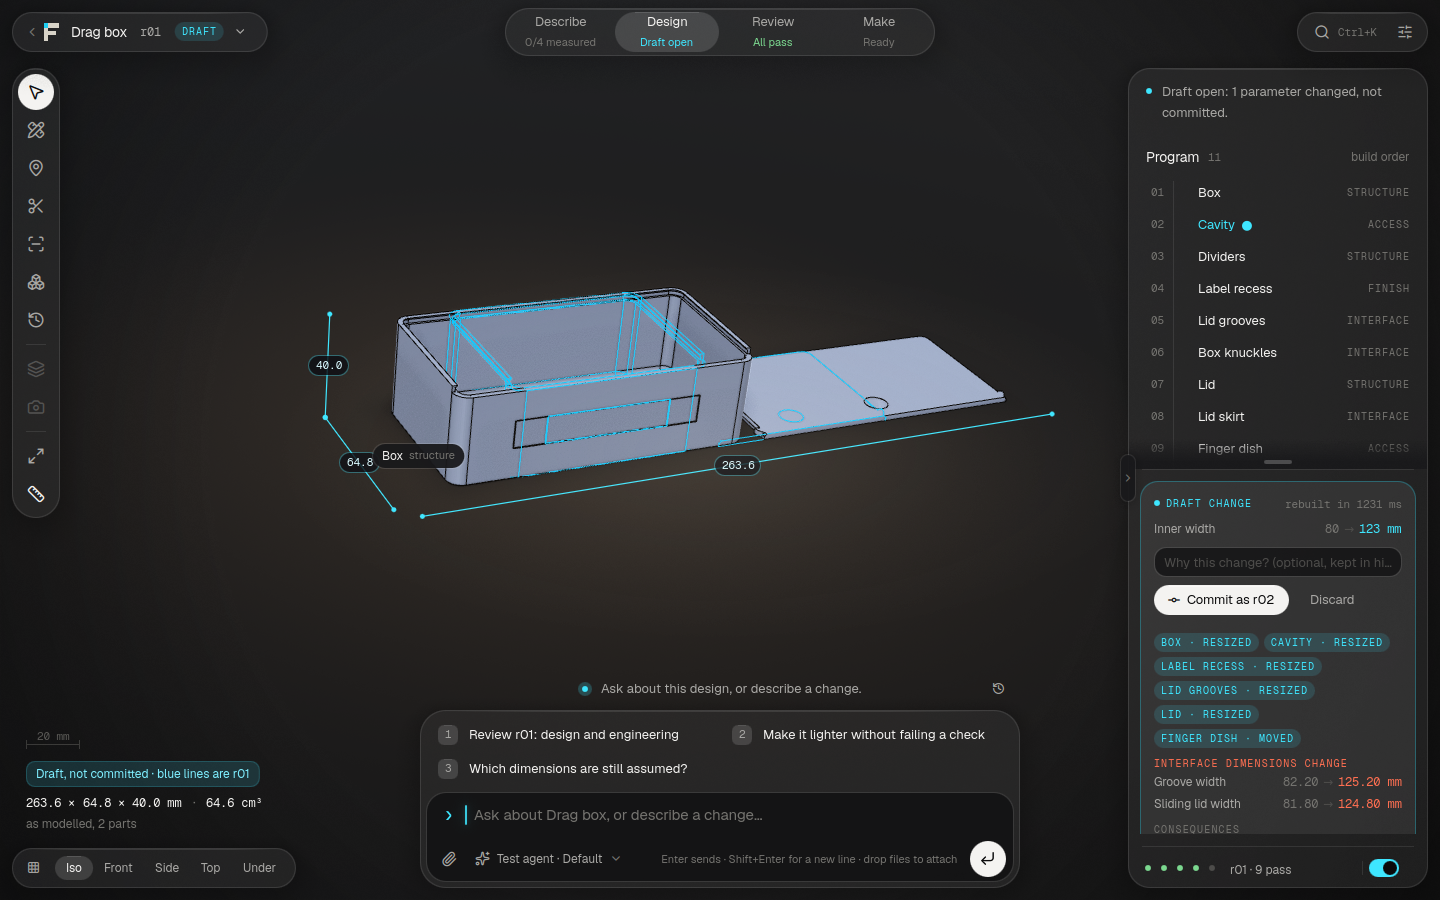 Drag box r01 DRAFT
Describe
0/4 measured
Design
Draft open
Review
All pass
Make
Ready
Ctrl+K
Draft open: 1 parameter changed, not
committed.
Program 11 build order
01 Box STRUCTURE
02 Cavity ACCESS
03 Dividers STRUCTURE
04 Label recess FINISH
05 Lid grooves INTERFACE
06 Box knuckles INTERFACE
07 Lid STRUCTURE
08 Lid skirt INTERFACE
09 Finger dish ACCESS
40.0
64.8
Box structure
263.6
DRAFT CHANGE rebuilt in 1231 ms
Inner width 80 → 123 mm
Why this change? (optional, kept in hi…
Commit as r02 Discard
BOX · RESIZED CAVITY · RESIZED
LABEL RECESS · RESIZED
LID GROOVES · RESIZED
LID · RESIZED
FINGER DISH · MOVED
INTERFACE DIMENSIONS CHANGE
Groove width 82.20 → 125.20 mm
Sliding lid width 81.80 → 124.80 mm
CONSEQUENCES
r01 · 9 pass
Ask about this design, or describe a change.
1 Review r01: design and engineering
2 Make it lighter without failing a check
3 Which dimensions are still assumed?
Ask about Drag box, or describe a change…
Test agent · Default
Enter sends · Shift+Enter for a new line · drop files to attach
20 mm
Draft, not committed · blue lines are r01
263.6 × 64.8 × 40.0 mm · 64.6 cm³
as modelled, 2 parts
Iso Front Side Top Under